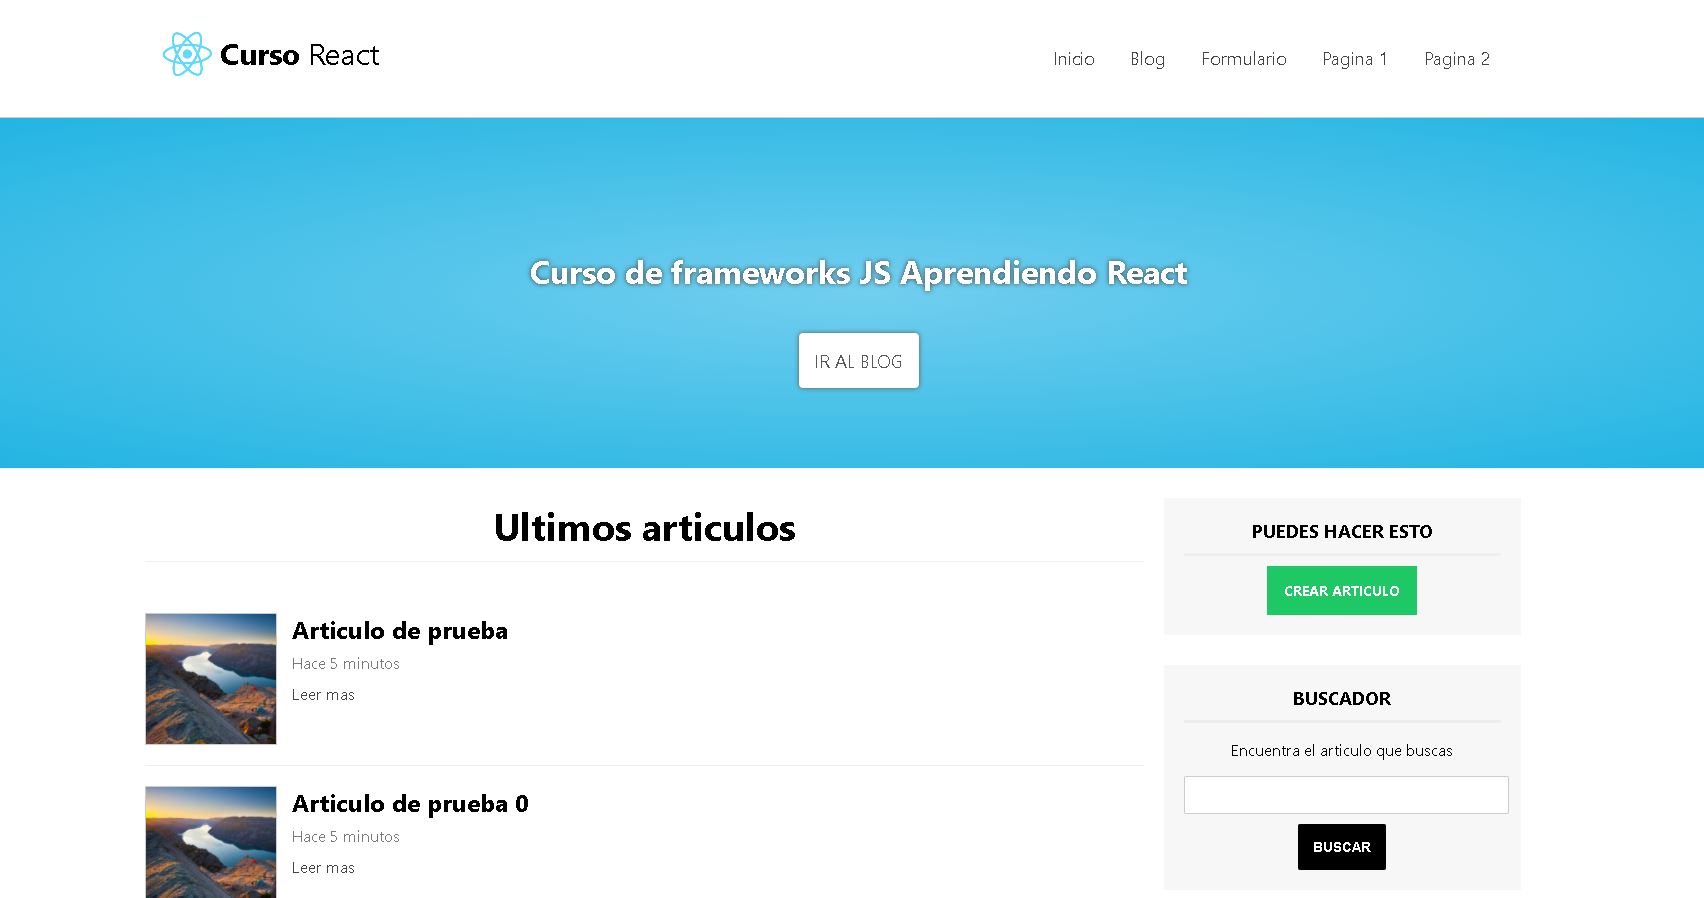 Curso React
Inicio Blog Formulario Pagina 1 Pagina 2
Curso de frameworks JS Aprendiendo React
IR AL BLOG
Ultimos articulos
Articulo de prueba
Hace 5 minutos
Leer mas
Articulo de prueba 0
Hace 5 minutos
Leer mas
PUEDES HACER ESTO
CREAR ARTICULO
BUSCADOR
Encuentra el articulo que buscas
BUSCAR